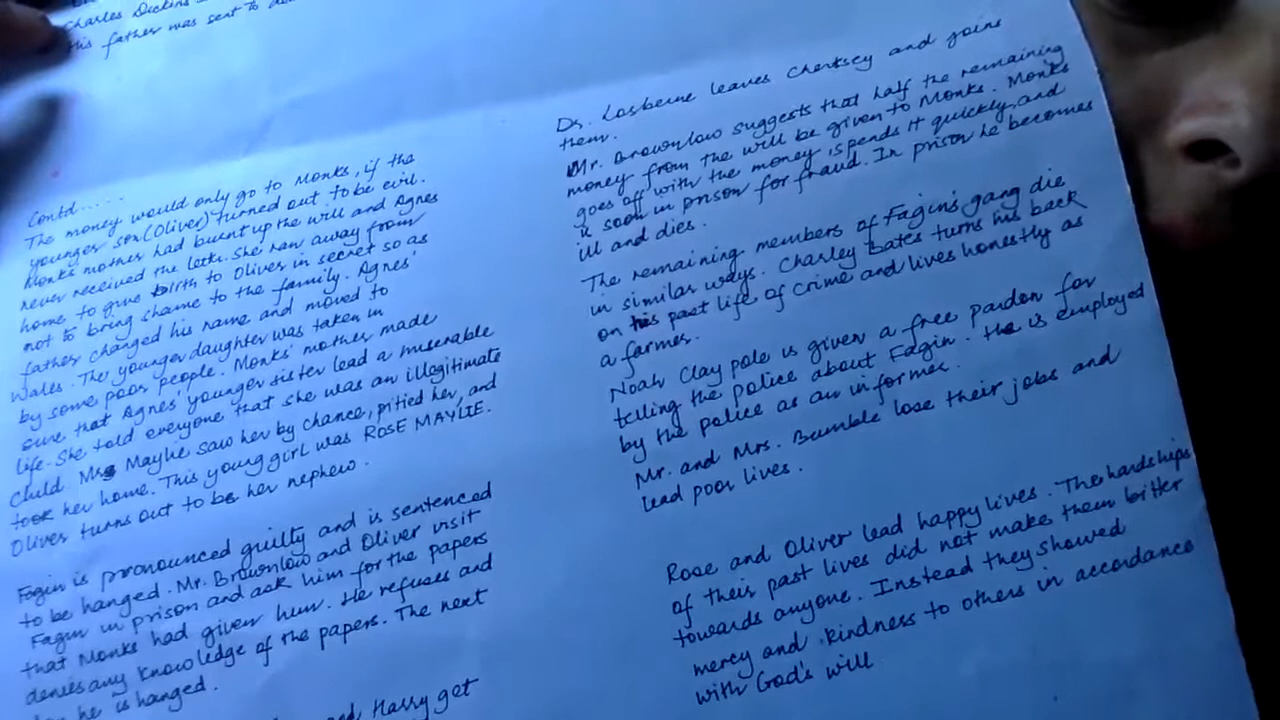 Charles Dickens
His father was sent to
Contd.....
The money would only go to Monks, if the
younger son (Oliver) turned out to be evil.
Monks' mother had burnt up the will and Agnes
never received the letter. She ran away from
home to give birth to Oliver in secret so as
not to bring shame to the family. Agnes'
father changed his name and moved to
Wales. The younger daughter was taken in
by some poor people. Monks' mother made
sure that Agnes' younger sister lead a miserable
life. She told everyone that she was an illegitimate
child Mrs Maylie saw her by chance, pitied her, and
took her home. This young girl was ROSE MAYLIE.
Oliver turns out to be her nephew.
Fagin is pronounced guilty and is sentenced
to be hanged. Mr. Brownlow and Oliver visit
Fagin in prison and ask him for the papers
that Monks had given him. He refuses and
denies any knowledge of the papers. The next
he is hanged.
Harry get
Dr. Losberne leaves Chertsey and joins
them.
Mr. Brownlow suggests that half the remaining
money from the will be given to Monks. Monks
goes off with the money, spends it quickly, and
is soon in prison for fraud. In prison he becomes
ill and dies.
The remaining members of Fagin's gang die
in similar ways. Charley Bates turns his back
on his past life of crime and lives honestly as
a farmer.
Noah Claypole is given a free pardon for
telling the police about Fagin. He is employed
by the police as an informer.
Mr. and Mrs. Bumble lose their jobs and
lead poor lives.
Rose and Oliver lead happy lives. The hardships
of their past lives did not make them bitter
towards anyone. Instead they showed
mercy and kindness to others in accordance
with God's will